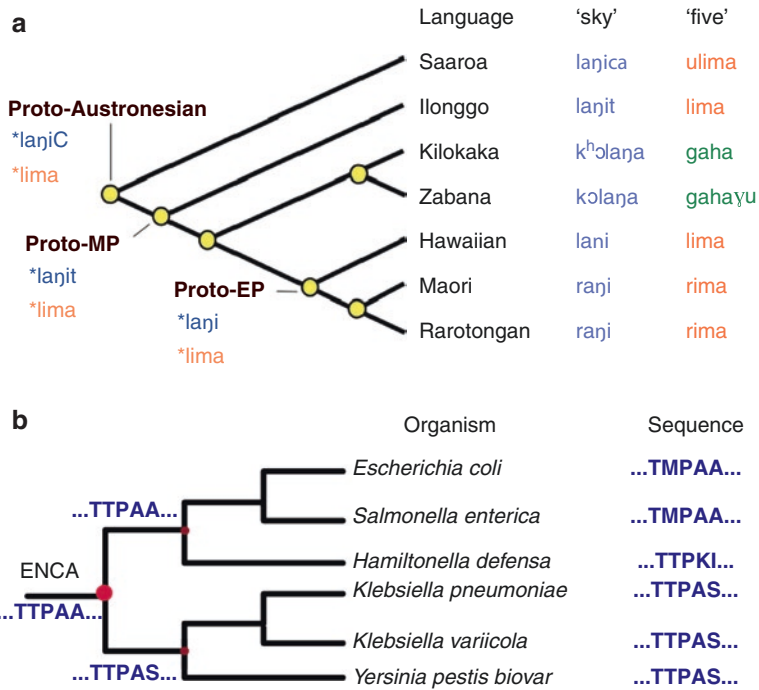 a
Language ‘sky’ ‘five’
Saaroa laŋica ulima
Ilonggo laŋit lima
Kilokaka kʰɔlaŋa gaha
Zabana kɔlaŋa gahaɣu
Hawaiian lani lima
Maori raŋi rima
Rarotongan raŋi rima
Proto-Austronesian
*laŋiC
*lima
Proto-MP
*laŋit
*lima
Proto-EP
*laŋi
*lima
b
Organism Sequence
Escherichia coli ...TMPAA...
Salmonella enterica ...TMPAA...
Hamiltonella defensa ...TTPKI...
Klebsiella pneumoniae ...TTPAS...
Klebsiella variicola ...TTPAS...
Yersinia pestis biovar ...TTPAS...
...TTPAA...
ENCA
...TTPAA...
...TTPAS...